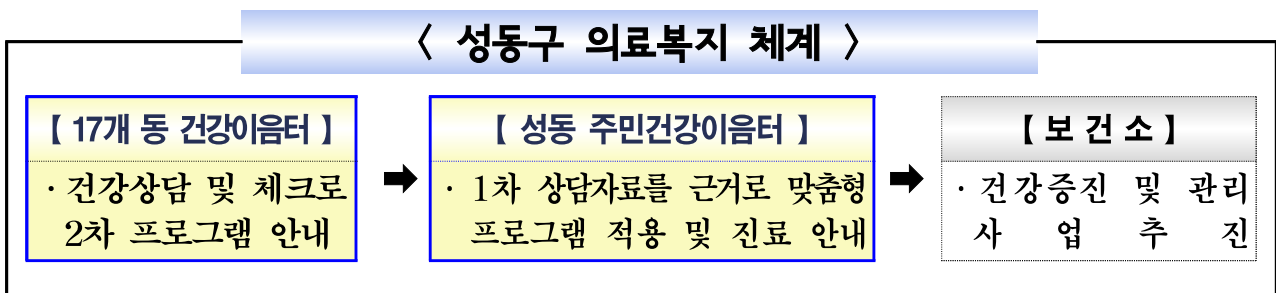 〈 성동구 의료복지 체계 〉
【 17개 동 건강이음터 】
· 건강상담 및 체크로
2차 프로그램 안내
【 성동 주민건강이음터 】
· 1차 상담자료를 근거로 맞춤형
프로그램 적용 및 진료 안내
【 보 건 소 】
· 건강증진 및 관리
사 업 추 진